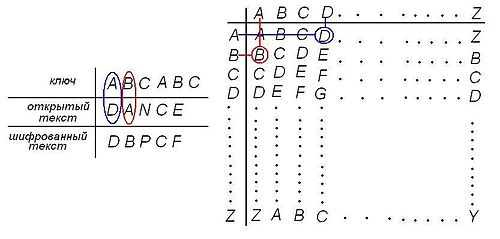 ключ A B C A B C
открытый
текст D A N C E
шифрованный
текст D B P C F
A B C D . . . . . . . Z
A A B C D . . . . . . . Z
B B C D E . . . . . . . B
C C D E F . . . . . . . C
D D E F G . . . . . . . D
Z Z A B C . . . . . . . Y